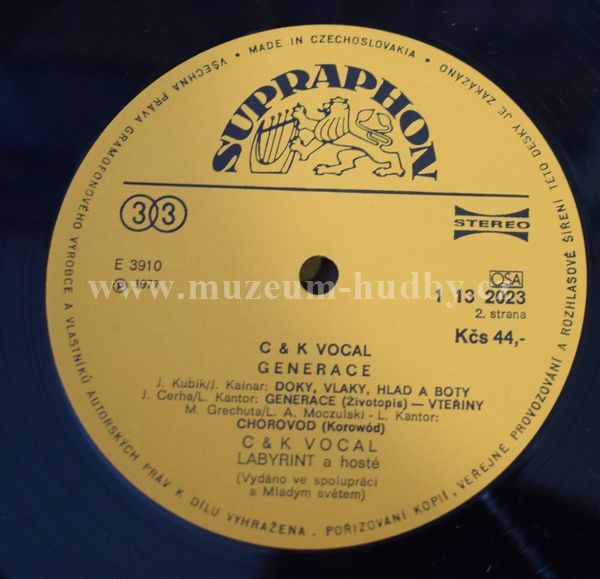 VŠECHNA PRÁVA GRAMOFONOVÉHO VÝROBCE A VLASTNÍKŮ AUTORSKÝCH PRÁV K DÍLU VYHRAŽENA. POŘIZOVÁNÍ KOPIÍ, VEŘEJNÉ PROVOZOVÁNÍ A ROZHLASOVÉ ŠÍŘENÍ TÉTO DESKY JE ZAKÁZÁNO
• MADE IN CZECHOSLOVAKIA •
SUPRAPHON
33
STEREO
E 3910
℗ 1977
OSA
1 13 2023
2. strana
Kčs 44,-
www.muzeum-hudby.c
C & K VOCAL
GENERACE
J. Kubík/J. Kainar: DOKY, VLAKY, HLAD A BOTY
J. Cerha/L. Kantor: GENERACE (Životopis) — VTEŘINY
M. Grechuta/L. A. Moczulski - L. Kantor:
CHOROVOD (Korowód)
C & K VOCAL
LABYRINT a hosté
(Vydáno ve spolupráci
s Mladým světem)